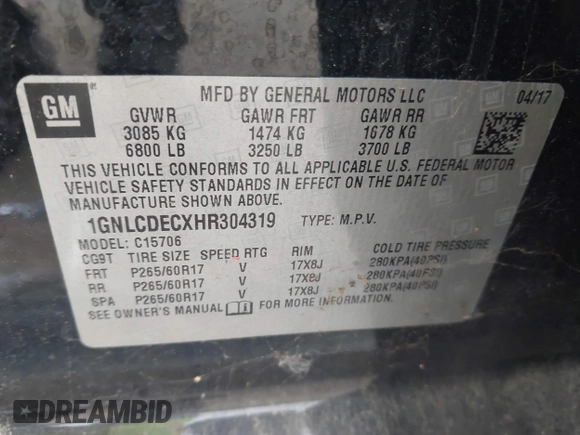 GM
MFD BY GENERAL MOTORS LLC 04/17
GVWR GAWR FRT GAWR RR
3085 KG 1474 KG 1678 KG
6800 LB 3250 LB 3700 LB
THIS VEHICLE CONFORMS TO ALL APPLICABLE U.S. FEDERAL MOTOR
VEHICLE SAFETY STANDARDS IN EFFECT ON THE DATE OF
MANUFACTURE SHOWN ABOVE.
1GNLCDECXHR304319 TYPE: M.P.V.
MODEL: C15706
CG9T TIRE SIZE SPEED RTG RIM COLD TIRE PRESSURE
FRT P265/60R17 V 17X8J 280KPA(40PSI)
RR P265/60R17 V 17X8J 280KPA(40PSI)
SPA P265/60R17 V 17X8J 280KPA(40PSI)
SEE OWNER'S MANUAL FOR MORE INFORMATION.
DREAMBID